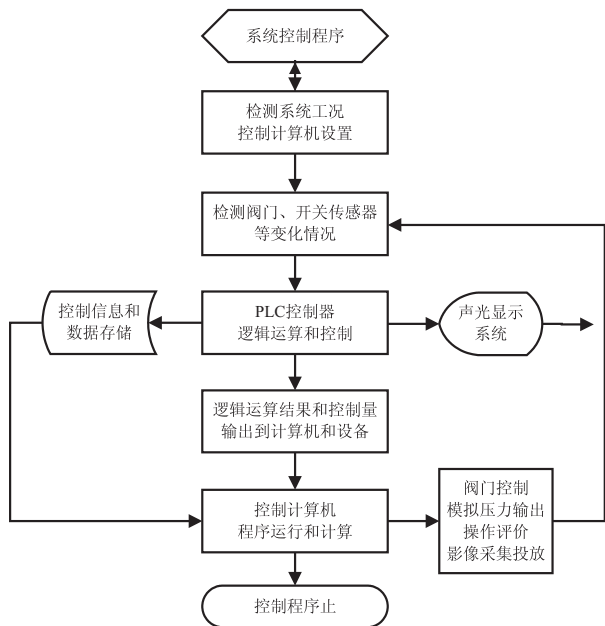 系统控制程序
检测系统工况
控制计算机设置
检测阀门、开关传感器
等变化情况
控制信息和
数据存储
PLC控制器
逻辑运算和控制
声光显示
系统
逻辑运算结果和控制量
输出到计算机和设备
控制计算机
程序运行和计算
阀门控制
模拟压力输出
操作评价
影像采集投放
控制程序止